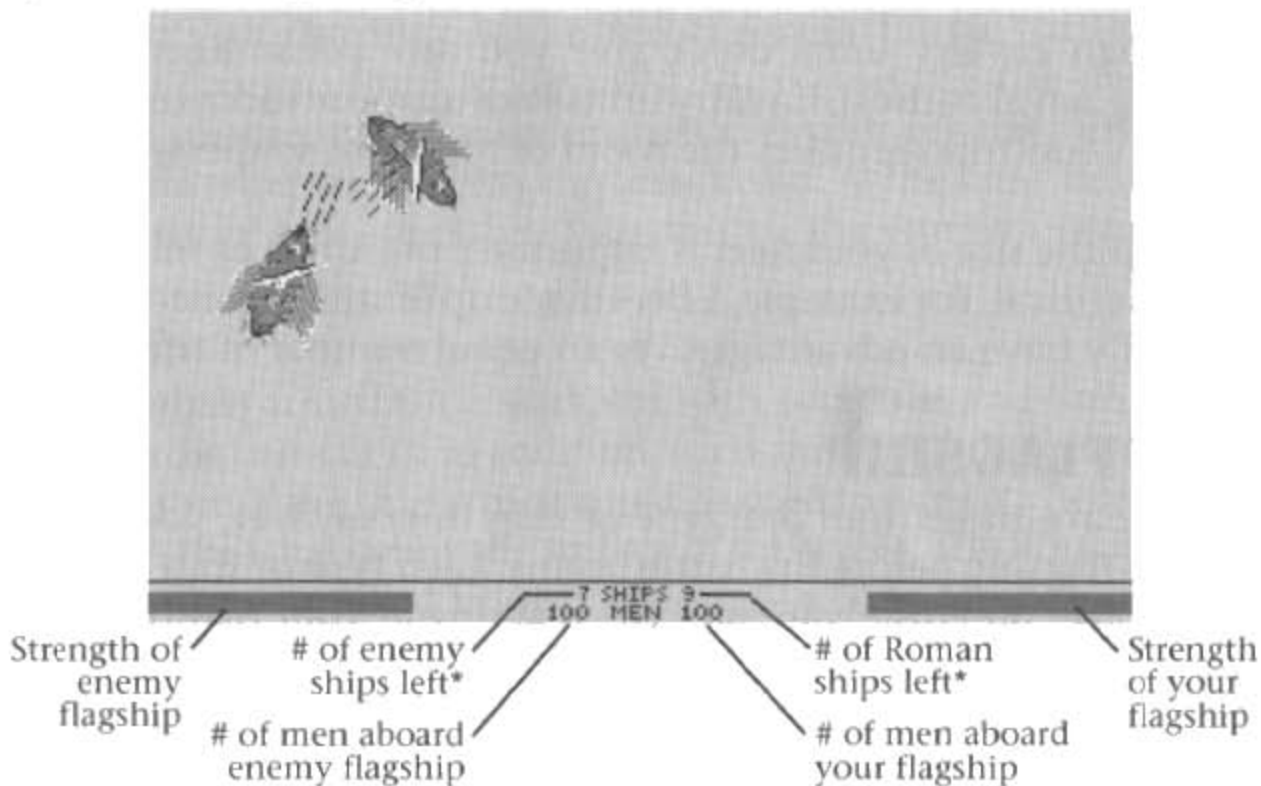 7 SHIPS 9
100 MEN 100
Strength of
enemy
flagship
# of enemy
ships left*
# of men aboard
enemy flagship
# of Roman
ships left*
# of men aboard
your flagship
Strength
of your
flagship